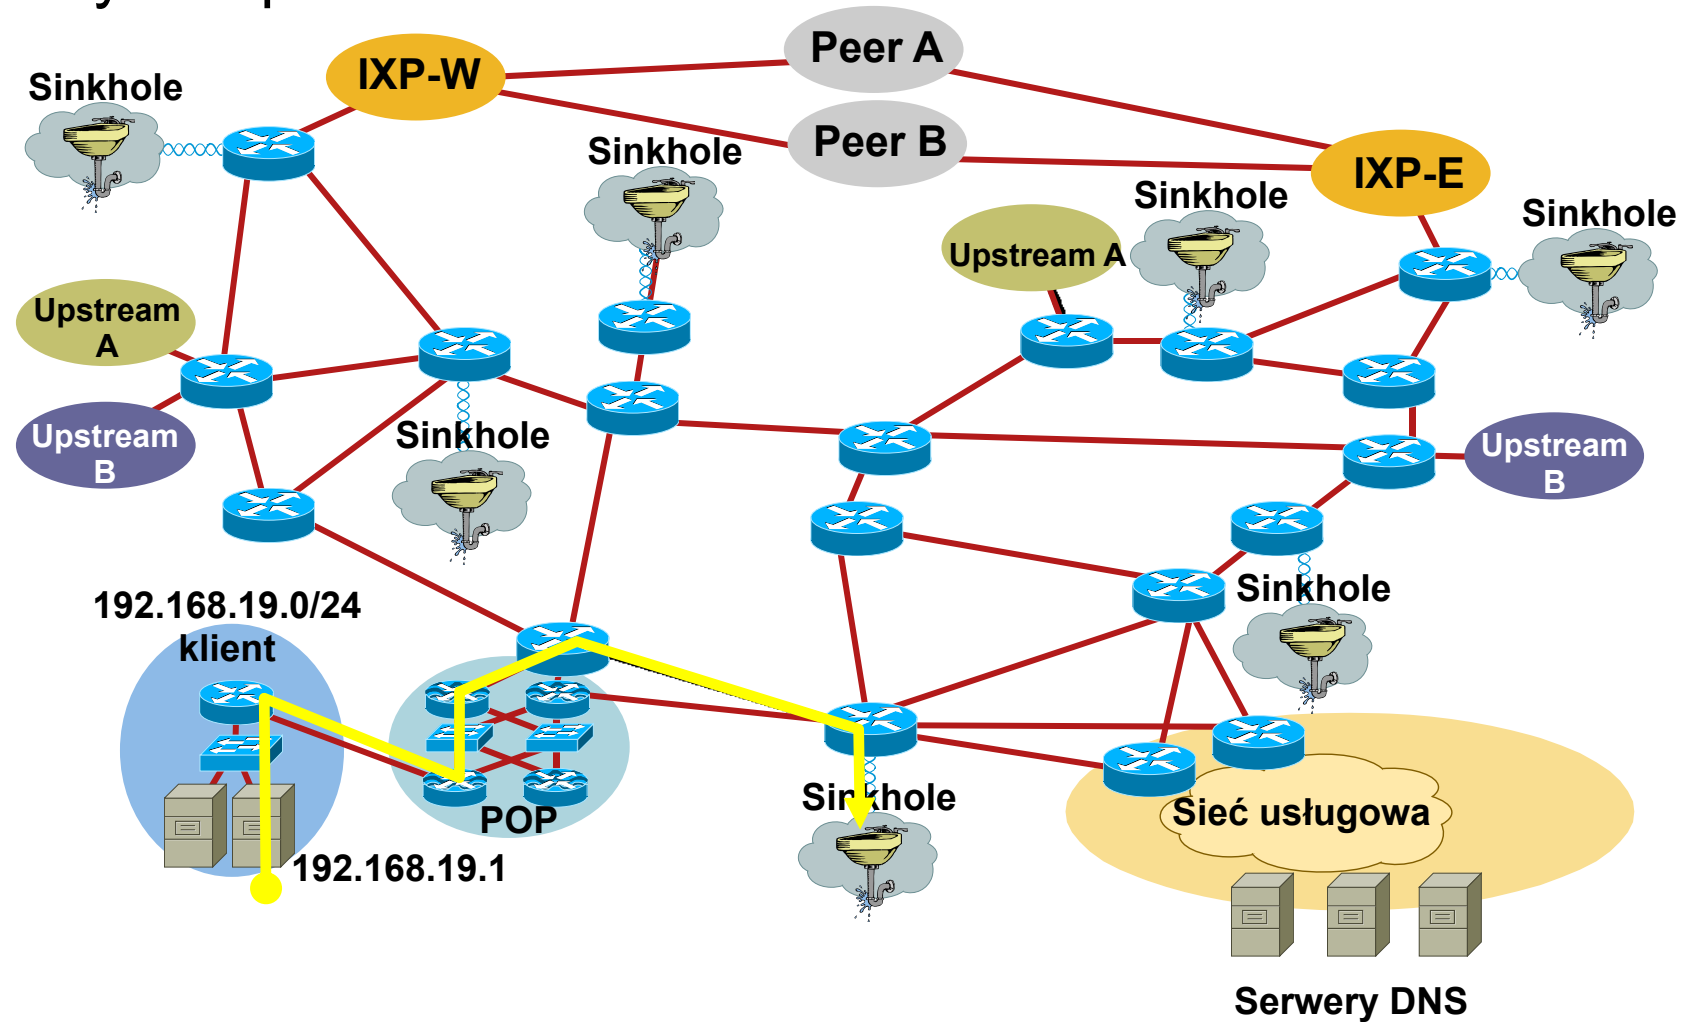 Peer A
IXP-W
Sinkhole
Peer B
Sinkhole
IXP-E
Sinkhole
Sinkhole
Upstream A
Upstream
A
Upstream
B
Sinkhole
Upstream
B
192.168.19.0/24
klient
Sinkhole
POP
Sinkhole
Sieć usługowa
192.168.19.1
Serwery DNS